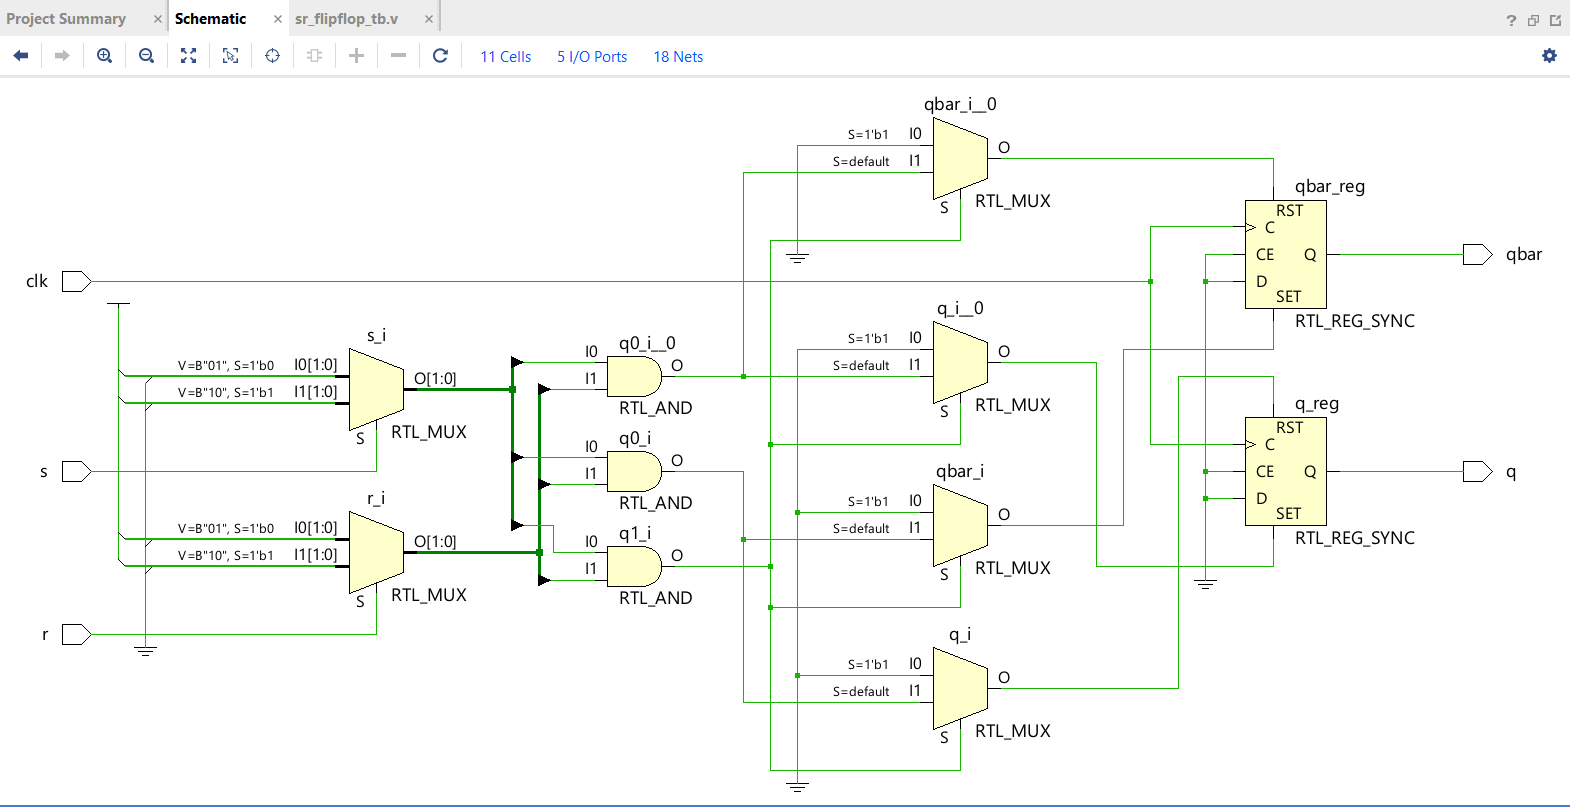 Project Summary × Schematic × sr_flipflop_tb.v ×
?
11 Cells 5 I/O Ports 18 Nets
qbar_i__0
S=1'b1 I0
O
S=default I1
S
RTL_MUX
qbar_reg
RST
C
CE Q
D
SET
RTL_REG_SYNC
qbar
clk
s_i
V=B"01", S=1'b0 I0[1:0]
O[1:0]
V=B"10", S=1'b1 I1[1:0]
S
RTL_MUX
q0_i__0
I0
O
I1
RTL_AND
q_i__0
S=1'b1 I0
O
S=default I1
S
RTL_MUX
q_reg
RST
C
CE Q
D
SET
RTL_REG_SYNC
q
s
q0_i
I0
O
I1
RTL_AND
qbar_i
S=1'b1 I0
O
S=default I1
S
RTL_MUX
r_i
V=B"01", S=1'b0 I0[1:0]
O[1:0]
V=B"10", S=1'b1 I1[1:0]
S
RTL_MUX
q1_i
I0
O
I1
RTL_AND
r
q_i
S=1'b1 I0
O
S=default I1
S
RTL_MUX